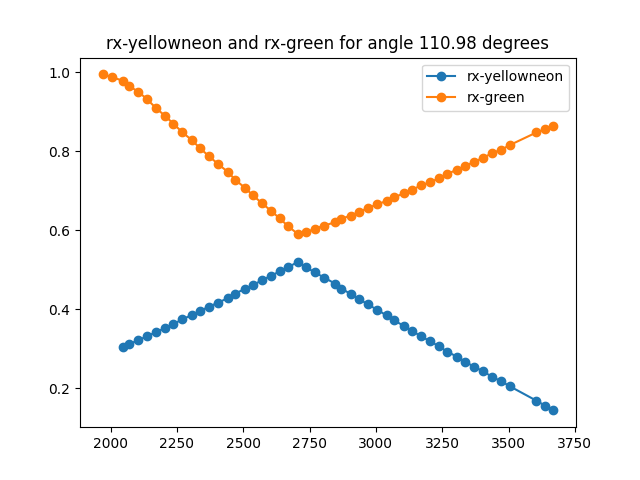 rx-yellowneon and rx-green for angle 110.98 degrees
rx-yellowneon
rx-green
1.0
0.8
0.6
0.4
0.2
2000 2250 2500 2750 3000 3250 3500 3750